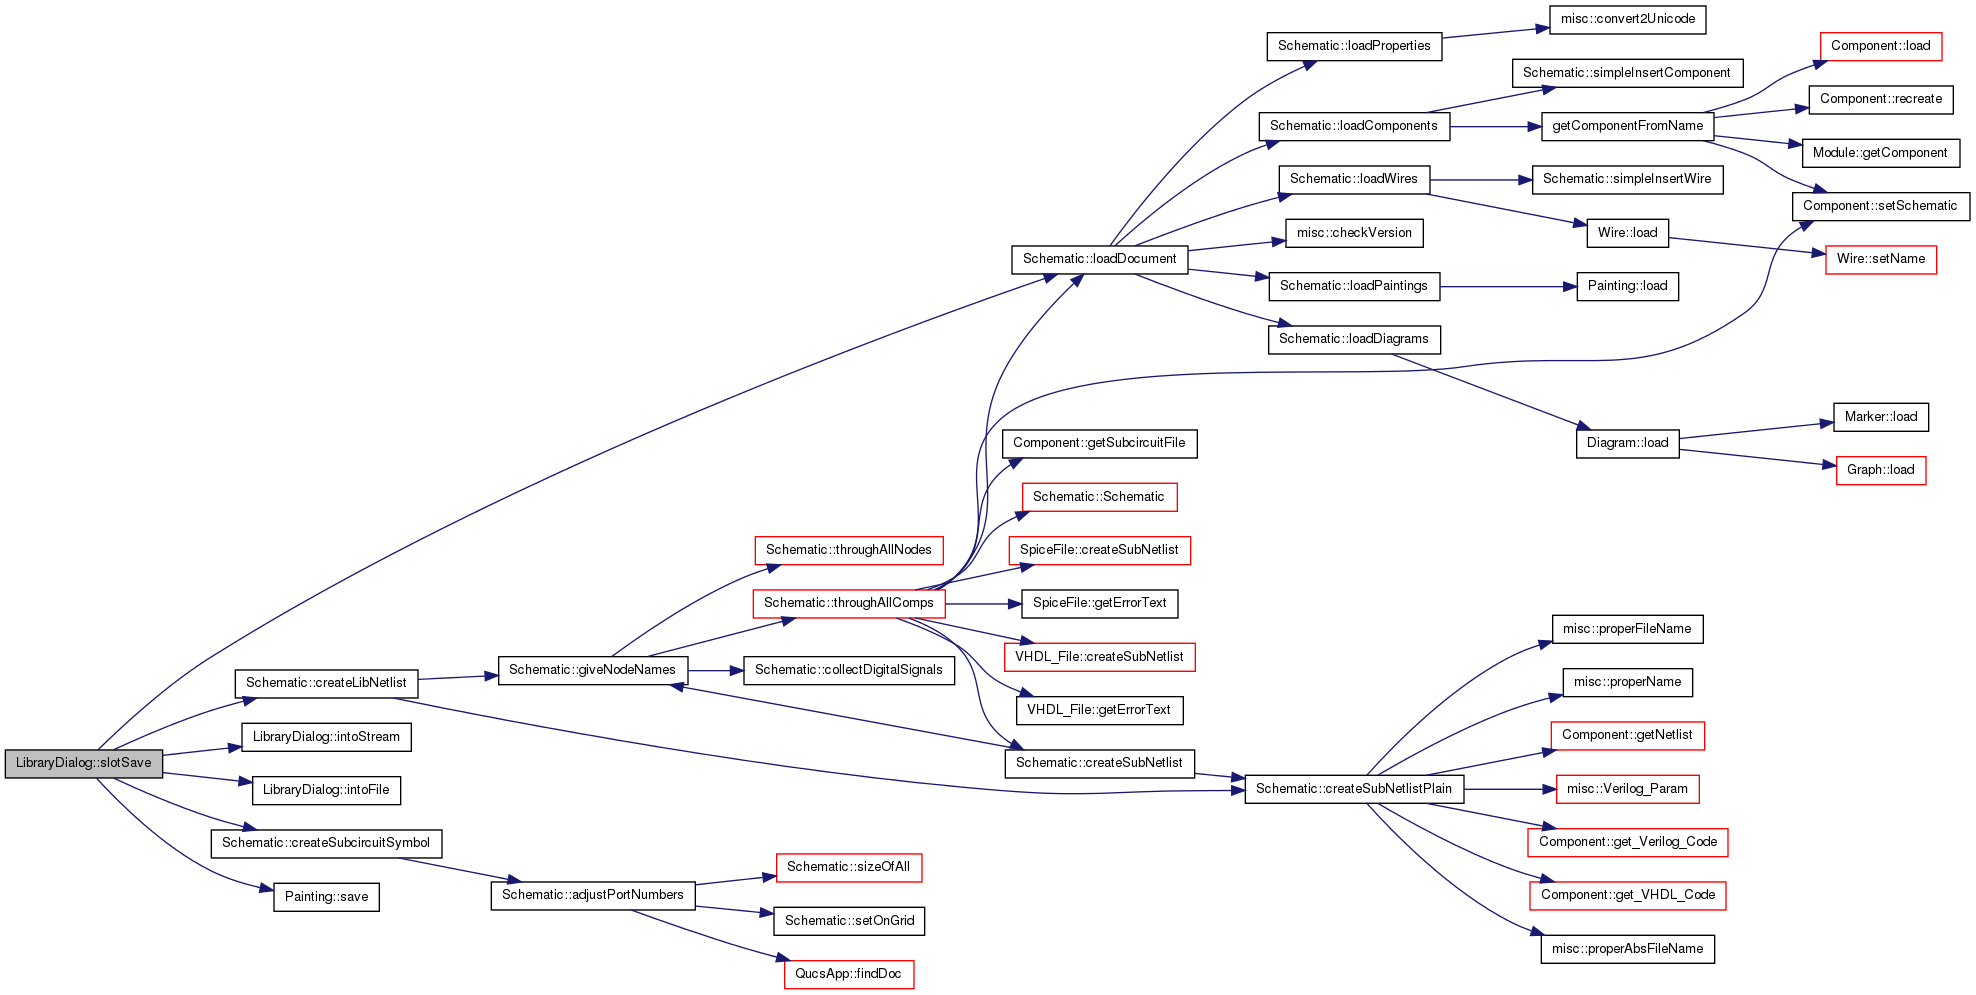 misc::convert2Unicode
Schematic::loadProperties
Component::load
Schematic::simpleInsertComponent
Component::recreate
Schematic::loadComponents
getComponentFromName
Module::getComponent
Schematic::loadWires
Schematic::simpleInsertWire
Component::setSchematic
misc::checkVersion
Wire::load
Schematic::loadDocument
Wire::setName
Schematic::loadPaintings
Painting::load
Schematic::loadDiagrams
Marker::load
Component::getSubcircuitFile
Diagram::load
Graph::load
Schematic::Schematic
Schematic::throughAllNodes
SpiceFile::createSubNetlist
Schematic::throughAllComps
SpiceFile::getErrorText
misc::properFileName
Schematic::giveNodeNames
Schematic::collectDigitalSignals
VHDL_File::createSubNetlist
Schematic::createLibNetlist
misc::properName
VHDL_File::getErrorText
LibraryDialog::intoStream
Component::getNetlist
LibraryDialog::slotSave
Schematic::createSubNetlist
LibraryDialog::intoFile
Schematic::createSubNetlistPlain
misc::Verilog_Param
Schematic::createSubcircuitSymbol
Component::get_Verilog_Code
Schematic::sizeOfAll
Painting::save
Schematic::adjustPortNumbers
Component::get_VHDL_Code
Schematic::setOnGrid
misc::properAbsFileName
QucsApp::findDoc